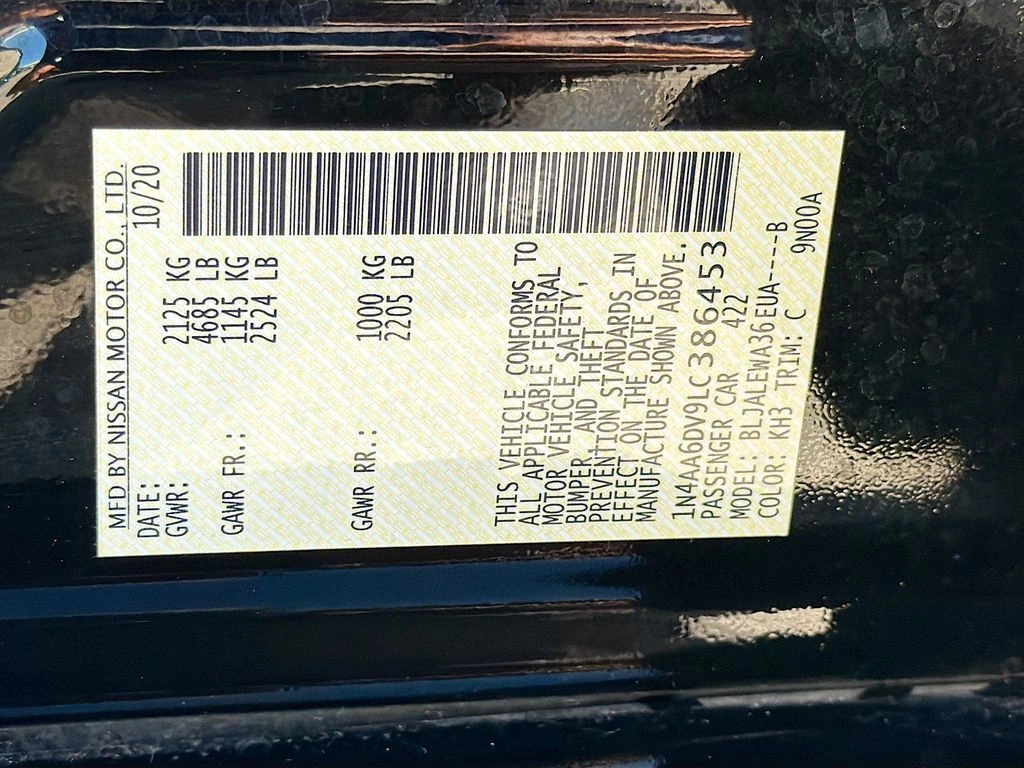 MFD BY NISSAN MOTOR CO., LTD.
DATE: 10/20
GVWR: 2125 KG
4685 LB
GAWR FR.: 1145 KG
2524 LB
GAWR RR.: 1000 KG
2205 LB
THIS VEHICLE CONFORMS TO
ALL APPLICABLE FEDERAL
MOTOR VEHICLE SAFETY,
BUMPER, AND THEFT
PREVENTION STANDARDS IN
EFFECT ON THE DATE OF
MANUFACTURE SHOWN ABOVE.
1N4AA6DV9LC386453
PASSENGER CAR 422
MODEL: BLJALEWA36EUA-----B
COLOR: KH3 TRIM: C 9N00A